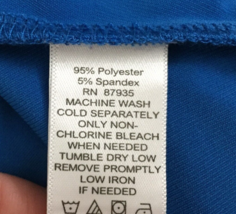 95% Polyester
5% Spandex
RN 87935
MACHINE WASH
COLD SEPARATELY
ONLY NON-
CHLORINE BLEACH
WHEN NEEDED
TUMBLE DRY LOW
REMOVE PROMPTLY
LOW IRON
IF NEEDED